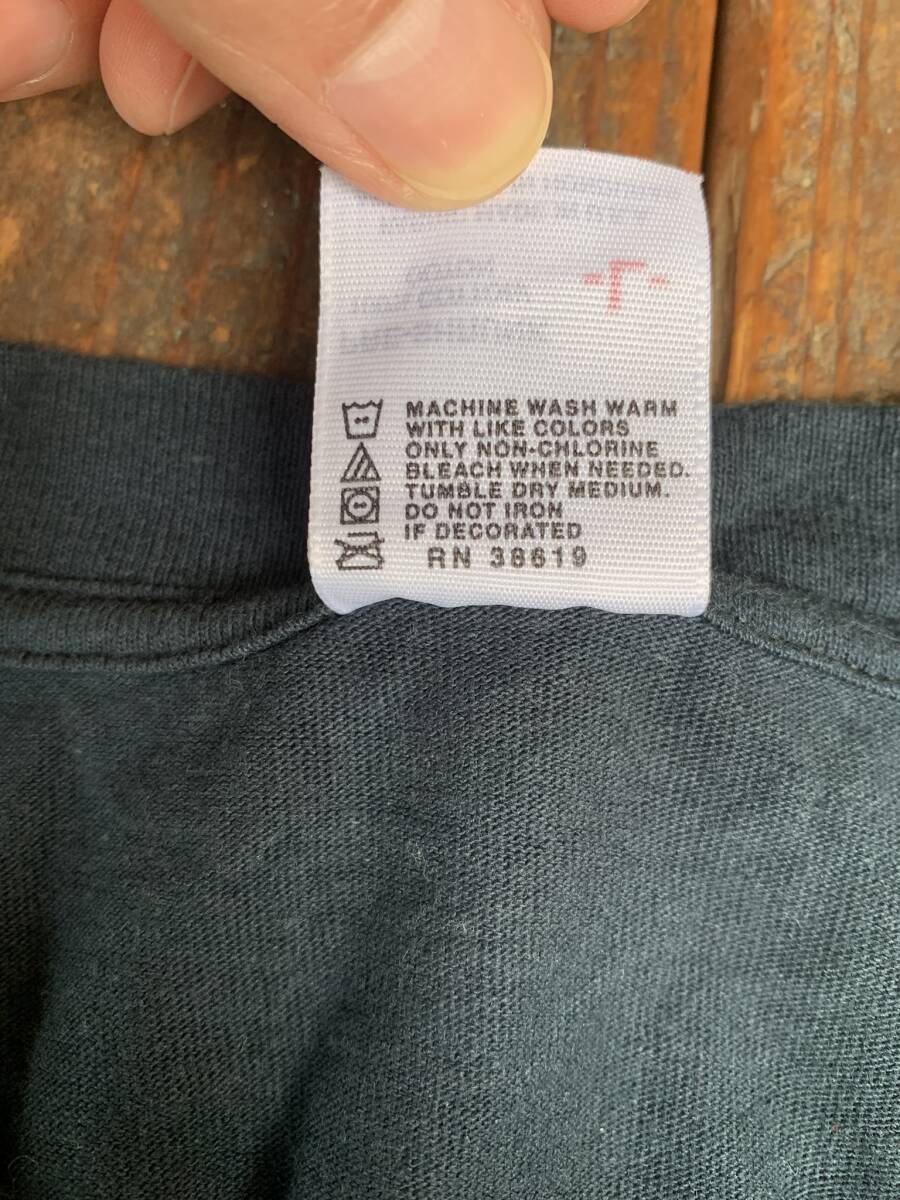 MACHINE WASH WARM
WITH LIKE COLORS
ONLY NON-CHLORINE
BLEACH WHEN NEEDED.
TUMBLE DRY MEDIUM.
DO NOT IRON
IF DECORATED
RN 38619